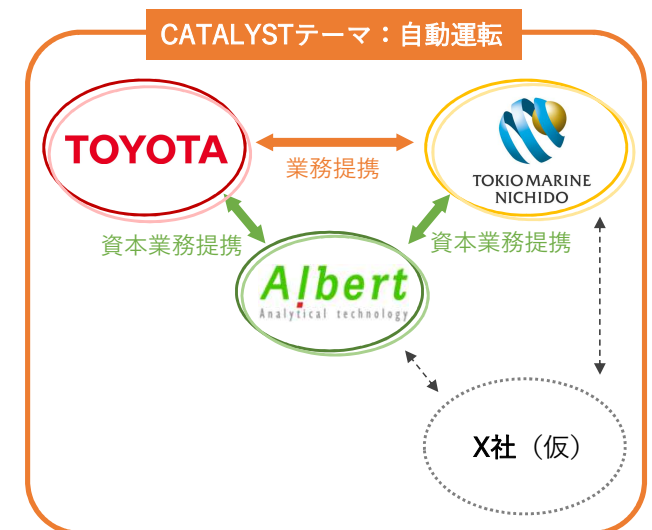 CATALYSTテーマ：自動運転
TOYOTA
業務提携
TOKIO MARINE
NICHIDO
資本業務提携
資本業務提携
Albert
Analytical technology
X社（仮）